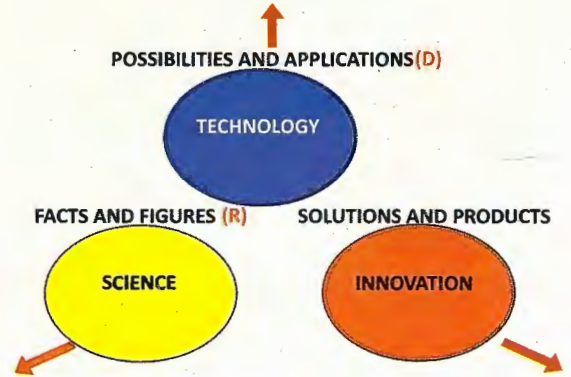 POSSIBILITIES AND APPLICATIONS(D)
TECHNOLOGY
FACTS AND FIGURES (R)
SOLUTIONS AND PRODUCTS
SCIENCE
INNOVATION